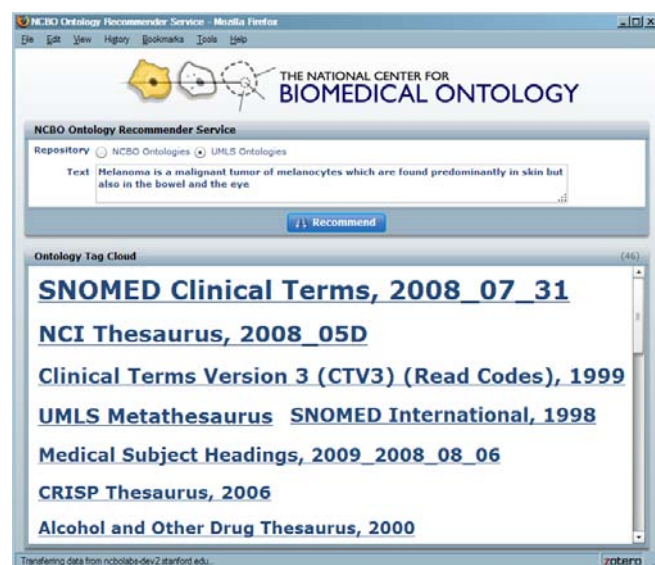 NCBO Ontology Recommender Service - Mozilla Firefox
File Edit View History Bookmarks Tools Help
THE NATIONAL CENTER FOR
BIOMEDICAL ONTOLOGY
NCBO Ontology Recommender Service
Repository NCBO Ontologies UMLS Ontologies
Text Melanoma is a malignant tumor of melanocytes which are found predominantly in skin but
also in the bowel and the eye
Recommend
Ontology Tag Cloud (46)
SNOMED Clinical Terms, 2008_07_31
NCI Thesaurus, 2008_05D
Clinical Terms Version 3 (CTV3) (Read Codes), 1999
UMLS Metathesaurus SNOMED International, 1998
Medical Subject Headings, 2009_2008_08_06
CRISP Thesaurus, 2006
Alcohol and Other Drug Thesaurus, 2000
Transferring data from ncbolabs-dev2.stanford.edu... zotero